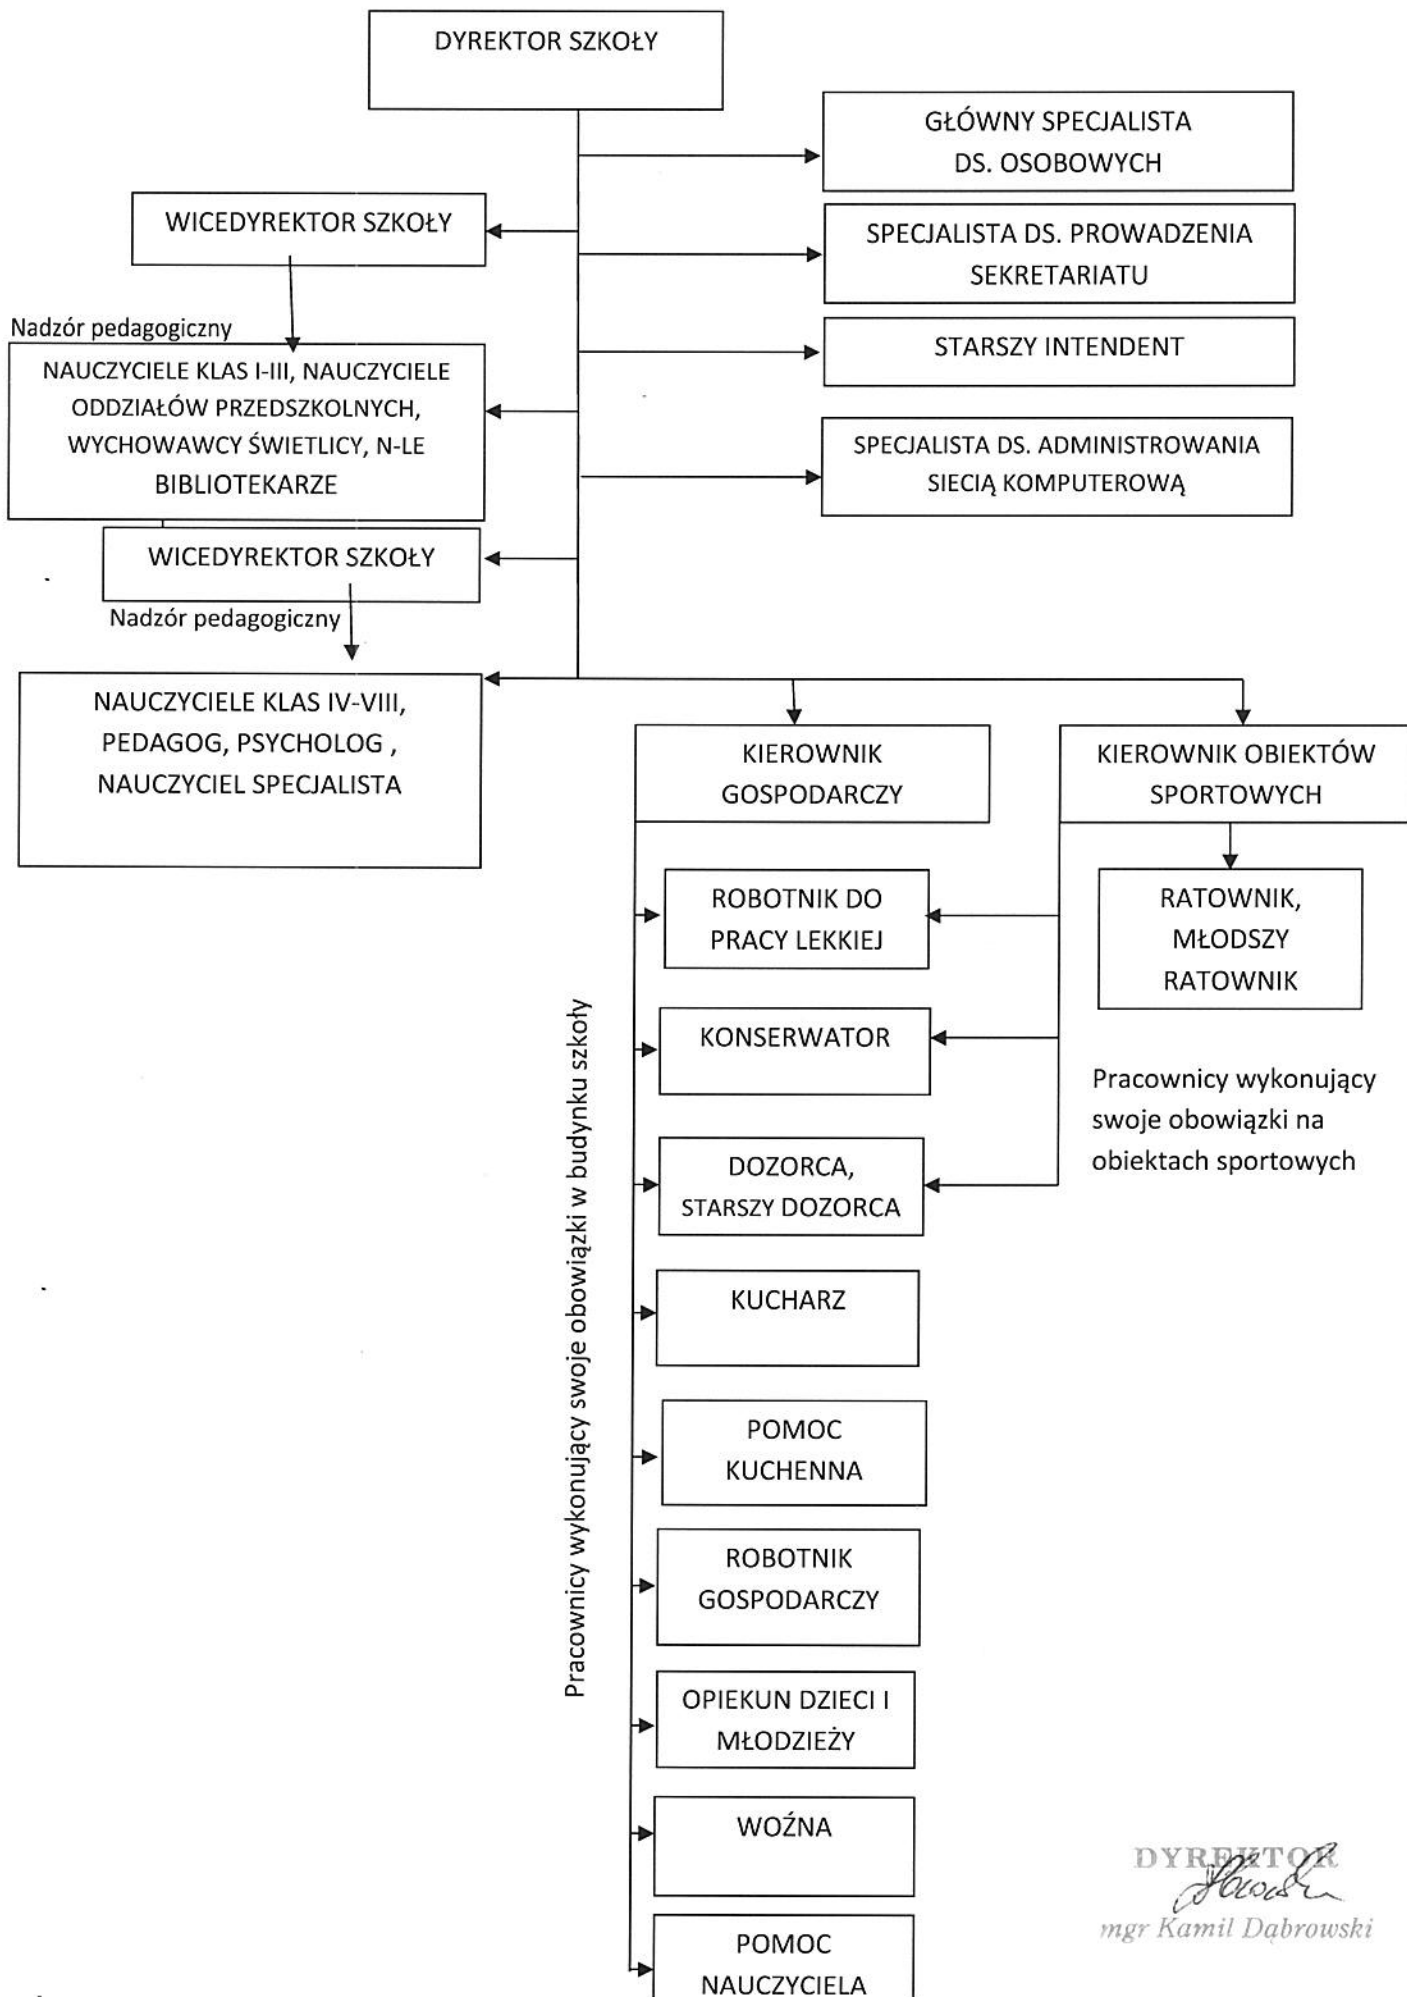 DYREKTOR SZKOŁY
GŁÓWNY SPECJALISTA
DS. OSOBOWYCH
WICEDYREKTOR SZKOŁY
SPECJALISTA DS. PROWADZENIA
SEKRETARIATU
Nadzór pedagogiczny
STARSZY INTENDENT
NAUCZYCIELE KLAS I-III, NAUCZYCIELE
ODDZIAŁÓW PRZEDSZKOLNYCH,
WYCHOWAWCY ŚWIETLICY, N-LE
BIBLIOTEKARZE
SPECJALISTA DS. ADMINISTROWANIA
SIECIĄ KOMPUTEROWĄ
WICEDYREKTOR SZKOŁY
Nadzór pedagogiczny
NAUCZYCIELE KLAS IV-VIII,
PEDAGOG, PSYCHOLOG ,
NAUCZYCIEL SPECJALISTA
KIEROWNIK
GOSPODARCZY
KIEROWNIK OBIEKTÓW
SPORTOWYCH
ROBOTNIK DO
PRACY LEKKIEJ
RATOWNIK,
MŁODSZY
RATOWNIK
Pracownicy wykonujący swoje obowiązki w budynku szkoły
KONSERWATOR
Pracownicy wykonujący
swoje obowiązki na
obiektach sportowych
DOZORCA,
STARSZY DOZORCA
KUCHARZ
POMOC
KUCHENNA
ROBOTNIK
GOSPODARCZY
OPIEKUN DZIECI I
MŁODZIEŻY
WOŹNA
POMOC
NAUCZYCIELA
DYREKTOR
mgr Kamil Dąbrowski